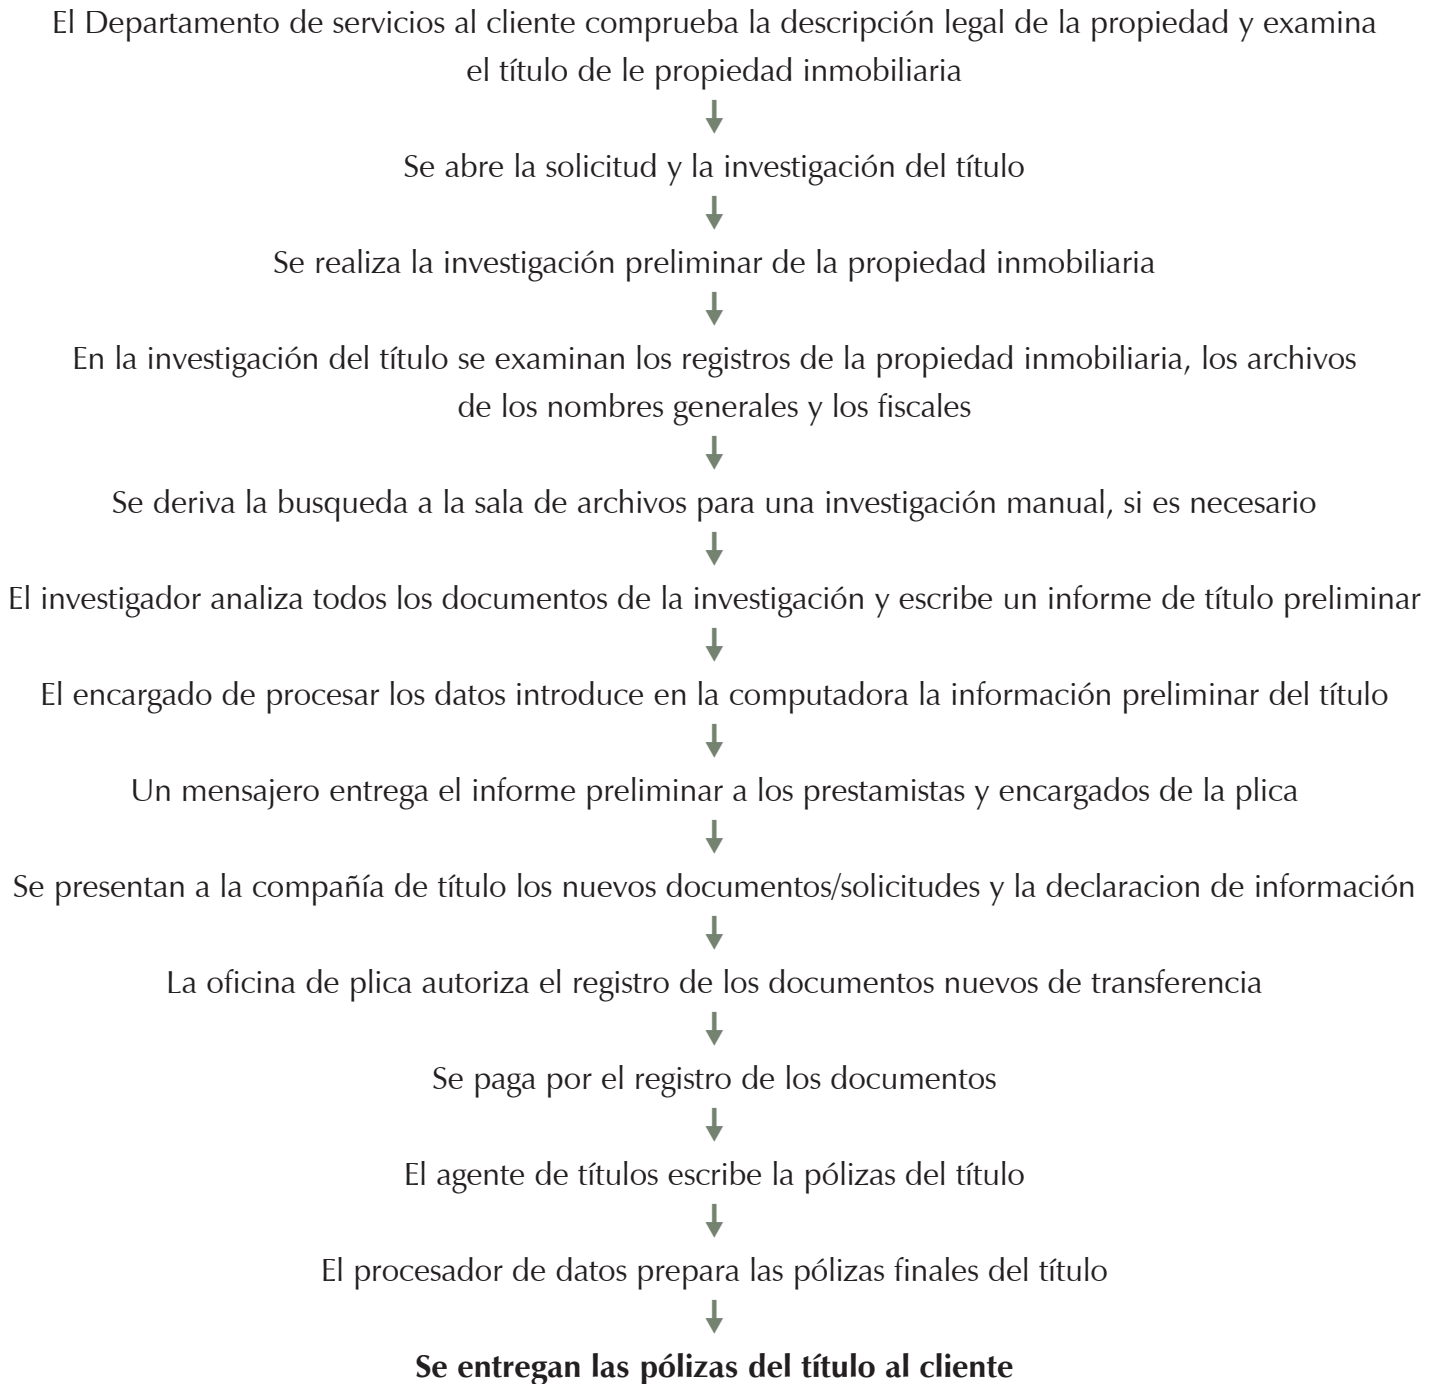 El Departamento de servicios al cliente comprueba la descripción legal de la propiedad y examina
el título de le propiedad inmobiliaria
Se abre la solicitud y la investigación del título
Se realiza la investigación preliminar de la propiedad inmobiliaria
En la investigación del título se examinan los registros de la propiedad inmobiliaria, los archivos
de los nombres generales y los fiscales
Se deriva la busqueda a la sala de archivos para una investigación manual, si es necesario
El investigador analiza todos los documentos de la investigación y escribe un informe de título preliminar
El encargado de procesar los datos introduce en la computadora la información preliminar del título
Un mensajero entrega el informe preliminar a los prestamistas y encargados de la plica
Se presentan a la compañía de título los nuevos documentos/solicitudes y la declaracion de información
La oficina de plica autoriza el registro de los documentos nuevos de transferencia
Se paga por el registro de los documentos
El agente de títulos escribe la pólizas del título
El procesador de datos prepara las pólizas finales del título
Se entregan las pólizas del título al cliente